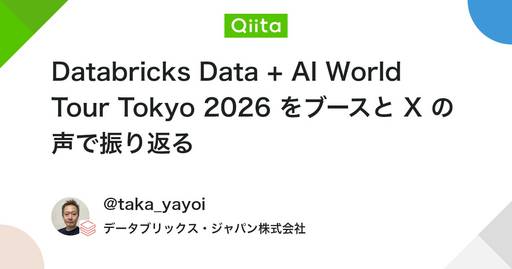 Qiita
Databricks Data + AI World
Tour Tokyo 2026 をブースと X の
声で振り返る
@taka_yayoi
データブリックス・ジャパン株式会社